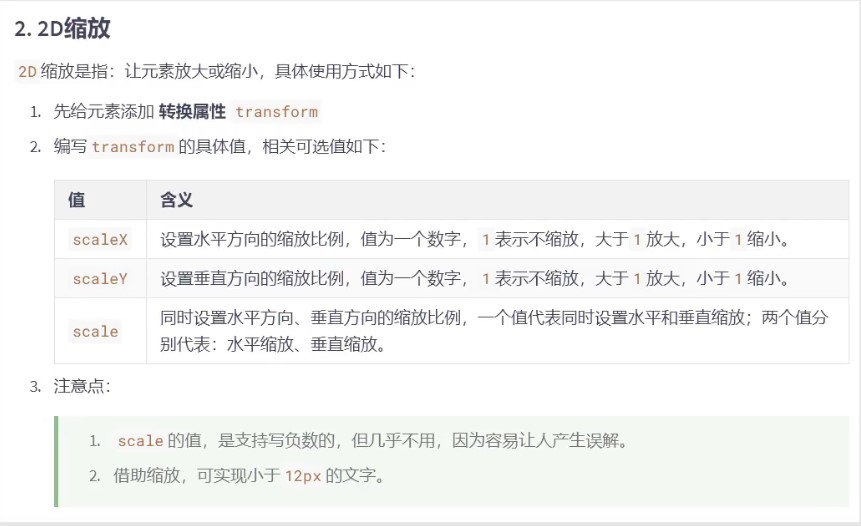 2. 2D缩放
2D 缩放是指：让元素放大或缩小，具体使用方式如下：
1. 先给元素添加 转换属性 transform
2. 编写 transform 的具体值，相关可选值如下：
值 含义
scaleX 设置水平方向的缩放比例，值为一个数字， 1 表示不缩放，大于 1 放大，小于 1 缩小。
scaleY 设置垂直方向的缩放比例，值为一个数字， 1 表示不缩放，大于 1 放大，小于 1 缩小。
scale 同时设置水平方向、垂直方向的缩放比例，一个值代表同时设置水平和垂直缩放；两个值分
别代表：水平缩放、垂直缩放。
3. 注意点：
1. scale 的值，是支持写负数的，但几乎不用，因为容易让人产生误解。
2. 借助缩放，可实现小于 12px 的文字。